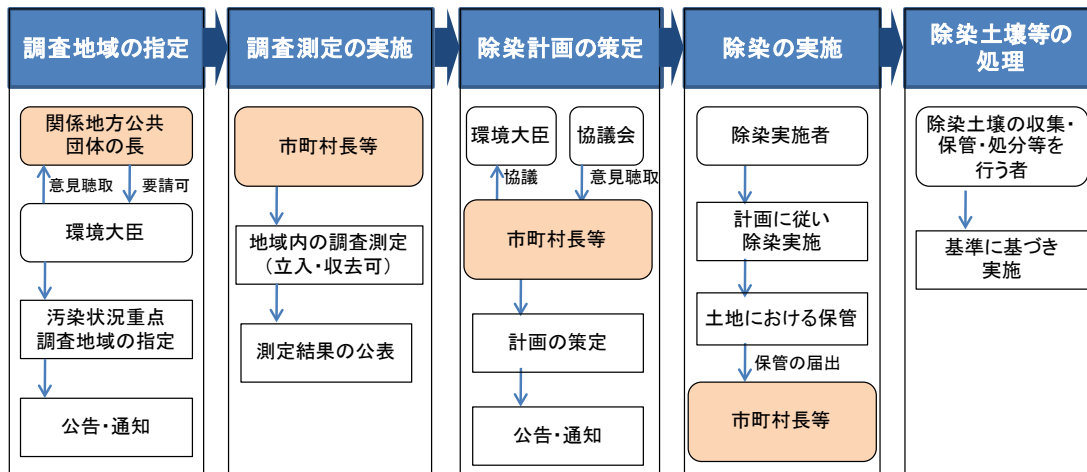 調査地域の指定
調査測定の実施
除染計画の策定
除染の実施
除染土壌等の
処理
関係地方公共
団体の長
意見聴取
要請可
環境大臣
汚染状況重点
調査地域の指定
公告・通知
市町村長等
地域内の調査測定
（立入・収去可）
測定結果の公表
環境大臣
協議会
協議
意見聴取
市町村長等
計画の策定
公告・通知
除染実施者
計画に従い
除染実施
土地における保管
保管の届出
市町村長等
除染土壌の収集・
保管・処分等を
行う者
基準に基づき
実施